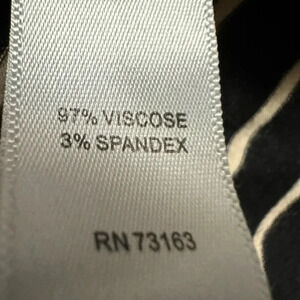 97% VISCOSE
3% SPANDEX
RN 73163